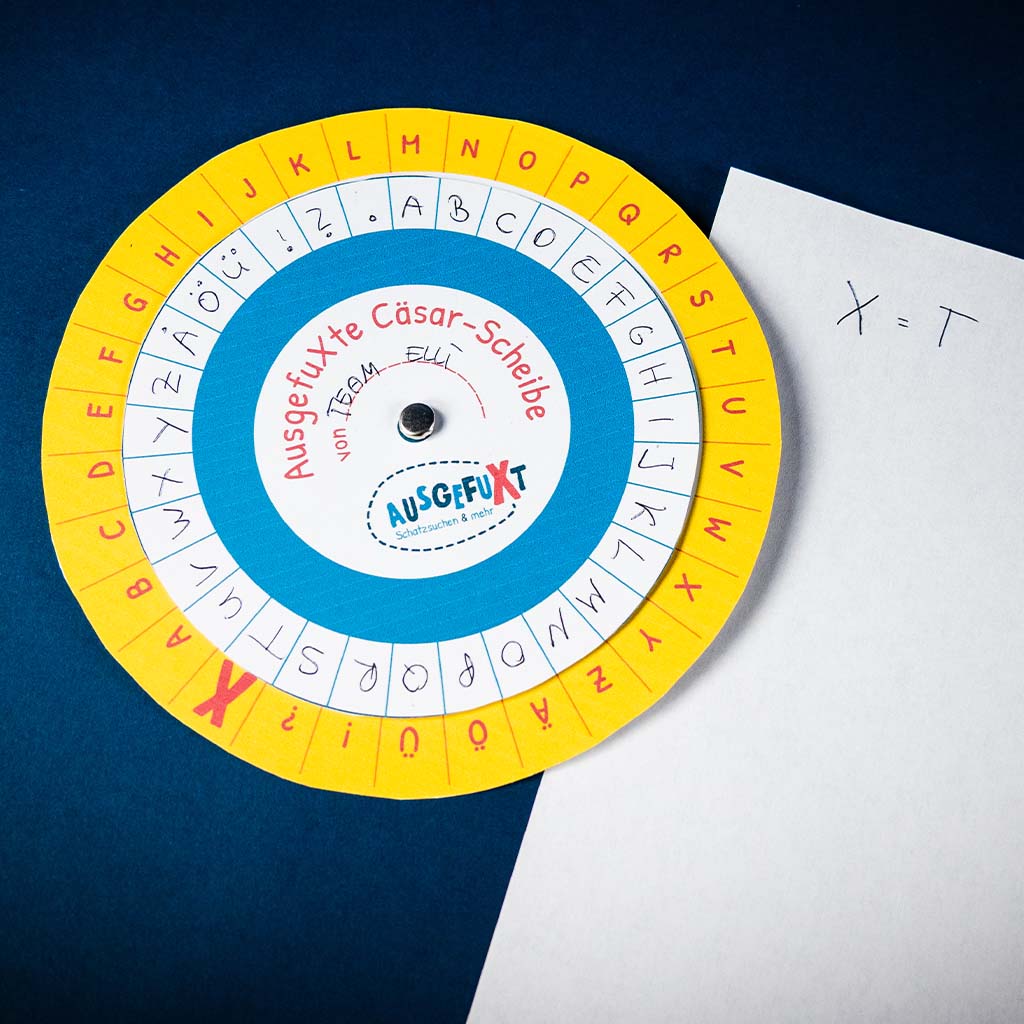 A B C D E F G H I J K L M N O P Q R S T U V W X Y Z Ä Ö Ü ! ? X
A B C D E F G H I J K L M N O P Q R S T U V W X Y Z Ä Ö Ü ! ? .
AusgefuXte Cäsar-Scheibe
von TEAM ELLI
AUSGEFUXT
Schatzsuchen & mehr
X = T